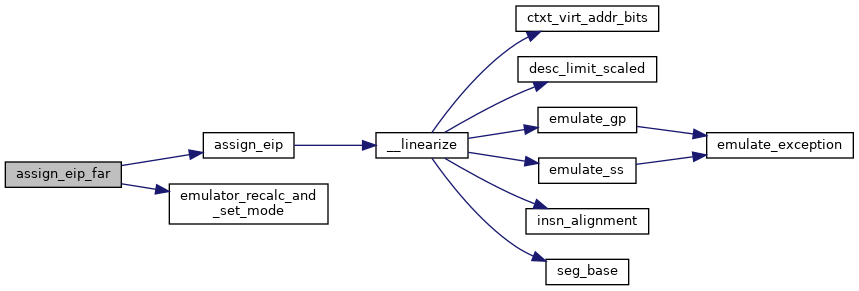 assign_eip_far
assign_eip
emulator_recalc_and
_set_mode
__linearize
ctxt_virt_addr_bits
desc_limit_scaled
emulate_gp
emulate_ss
insn_alignment
seg_base
emulate_exception